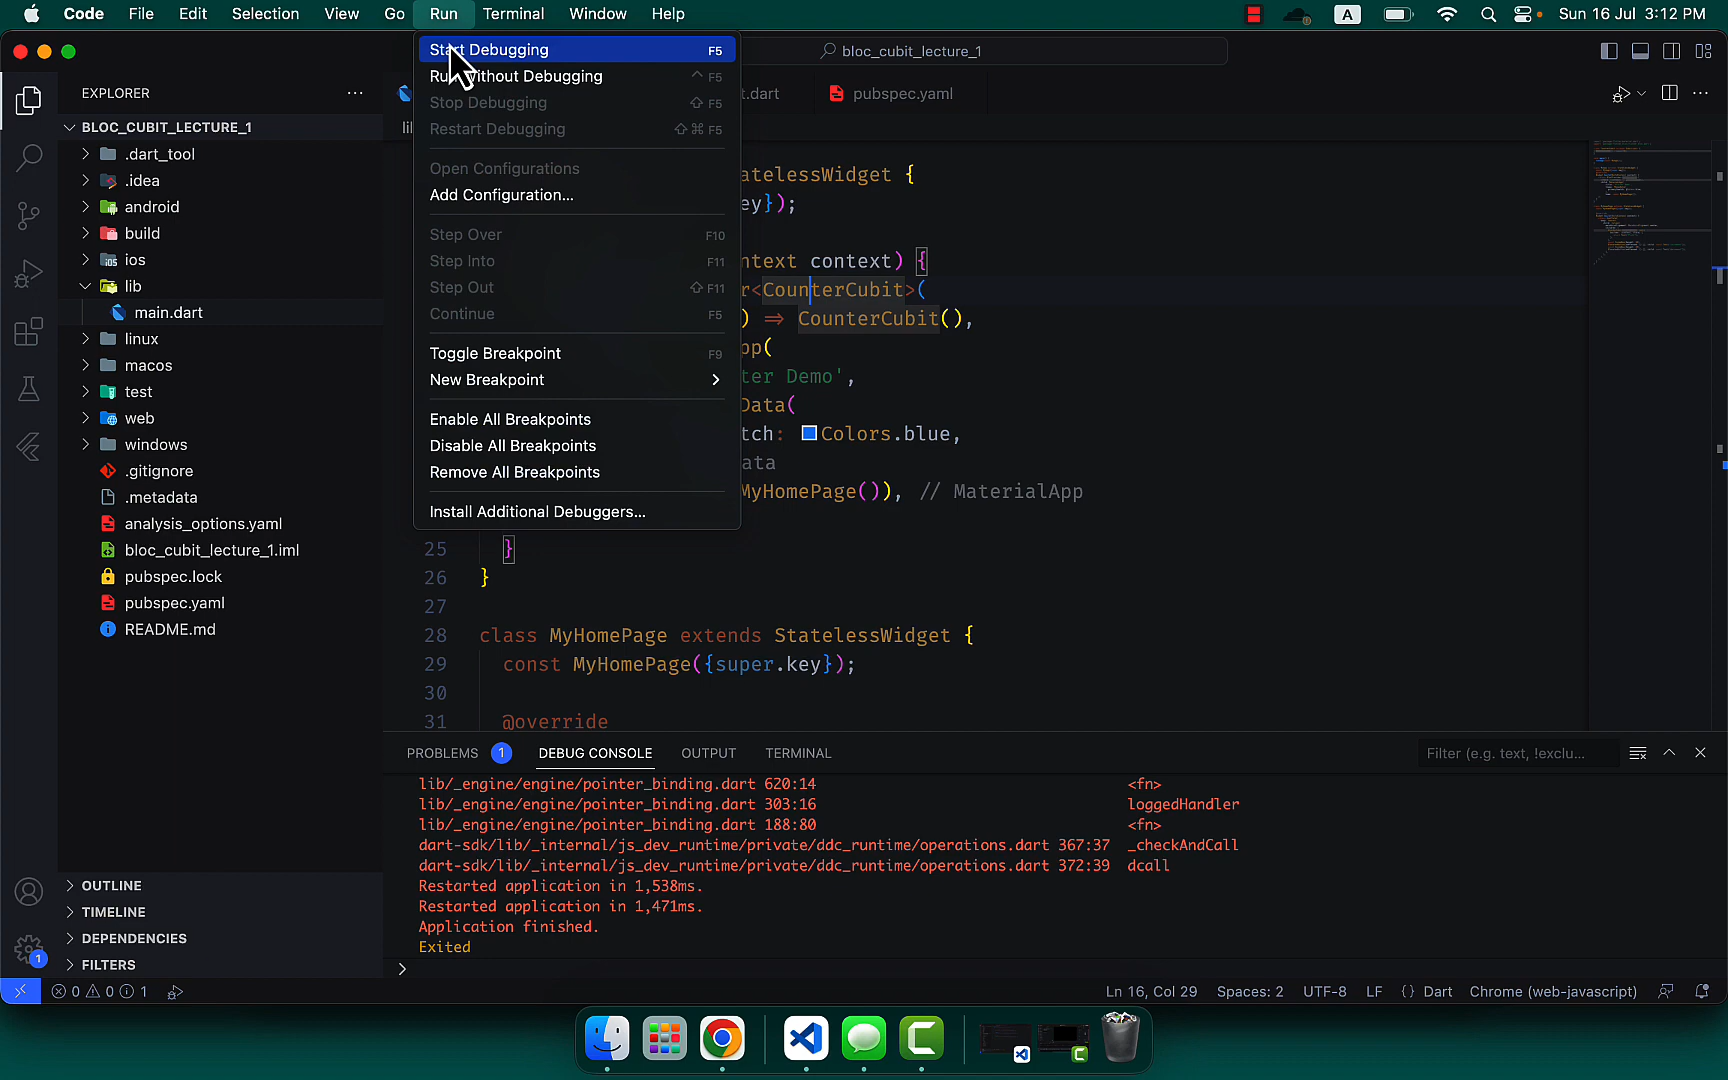 Code File Edit Selection View Go Run Terminal Window Help A Sun 16 Jul 3:12 PM
bloc_cubit_lecture_1
EXPLORER
t.dart pubspec.yaml
BLOC_CUBIT_LECTURE_1
.dart_tool
.idea
android
build
ios
lib
main.dart
linux
macos
test
web
windows
.gitignore
.metadata
analysis_options.yaml
bloc_cubit_lecture_1.iml
pubspec.lock
pubspec.yaml
README.md
OUTLINE
TIMELINE
DEPENDENCIES
FILTERS
Start Debugging F5
Run Without Debugging ^ F5
Stop Debugging ⇧ F5
Restart Debugging ⇧ ⌘ F5
Open Configurations
Add Configuration...
Step Over F10
Step Into F11
Step Out ⇧ F11
Continue F5
Toggle Breakpoint F9
New Breakpoint
Enable All Breakpoints
Disable All Breakpoints
Remove All Breakpoints
Install Additional Debuggers...
li
atelessWidget {
ey});
ntext context) {
r<CounterCubit>(
) => CounterCubit(),
pp(
ter Demo',
Data(
tch: Colors.blue,
ata
MyHomePage()), // MaterialApp
25 }
26 }
27
28 class MyHomePage extends StatelessWidget {
29 const MyHomePage({super.key});
30
31 @override
PROBLEMS 1 DEBUG CONSOLE OUTPUT TERMINAL Filter (e.g. text, !exclu...
lib/_engine/engine/pointer_binding.dart 620:14 <fn>
lib/_engine/engine/pointer_binding.dart 303:16 loggedHandler
lib/_engine/engine/pointer_binding.dart 188:80 <fn>
dart-sdk/lib/_internal/js_dev_runtime/private/ddc_runtime/operations.dart 367:37 _checkAndCall
dart-sdk/lib/_internal/js_dev_runtime/private/ddc_runtime/operations.dart 372:39 dcall
Restarted application in 1,538ms.
Restarted application in 1,471ms.
Application finished.
Exited
1
0 0 1 Ln 16, Col 29 Spaces: 2 UTF-8 LF {} Dart Chrome (web-javascript)